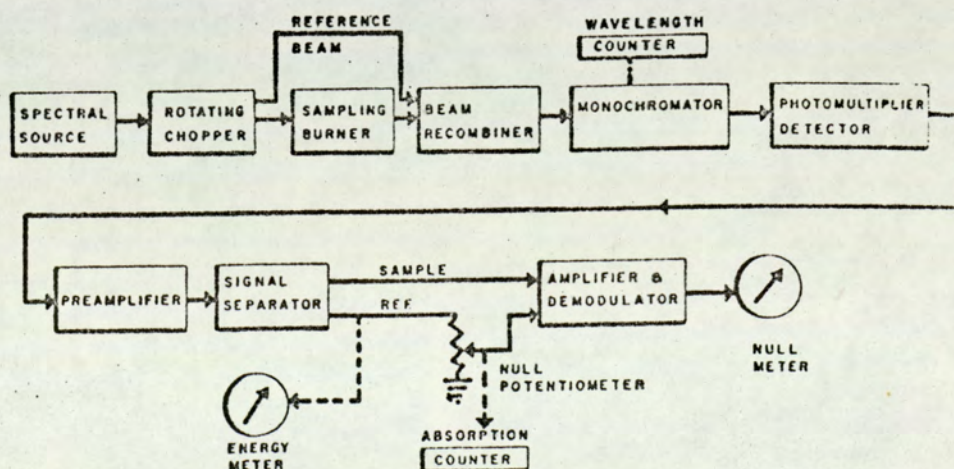 REFERENCE
BEAM
WAVELENGTH
COUNTER
SPECTRAL
SOURCE
ROTATING
CHOPPER
SAMPLING
BURNER
BEAM
RECOMBINER
MONOCHROMATOR
PHOTOMULTIPLIER
DETECTOR
PREAMPLIFIER
SIGNAL
SEPARATOR
SAMPLE
REF.
AMPLIFIER &
DEMODULATOR
NULL
METER
NULL
POTENTIOMETER
ENERGY
METER
ABSORPTION
COUNTER